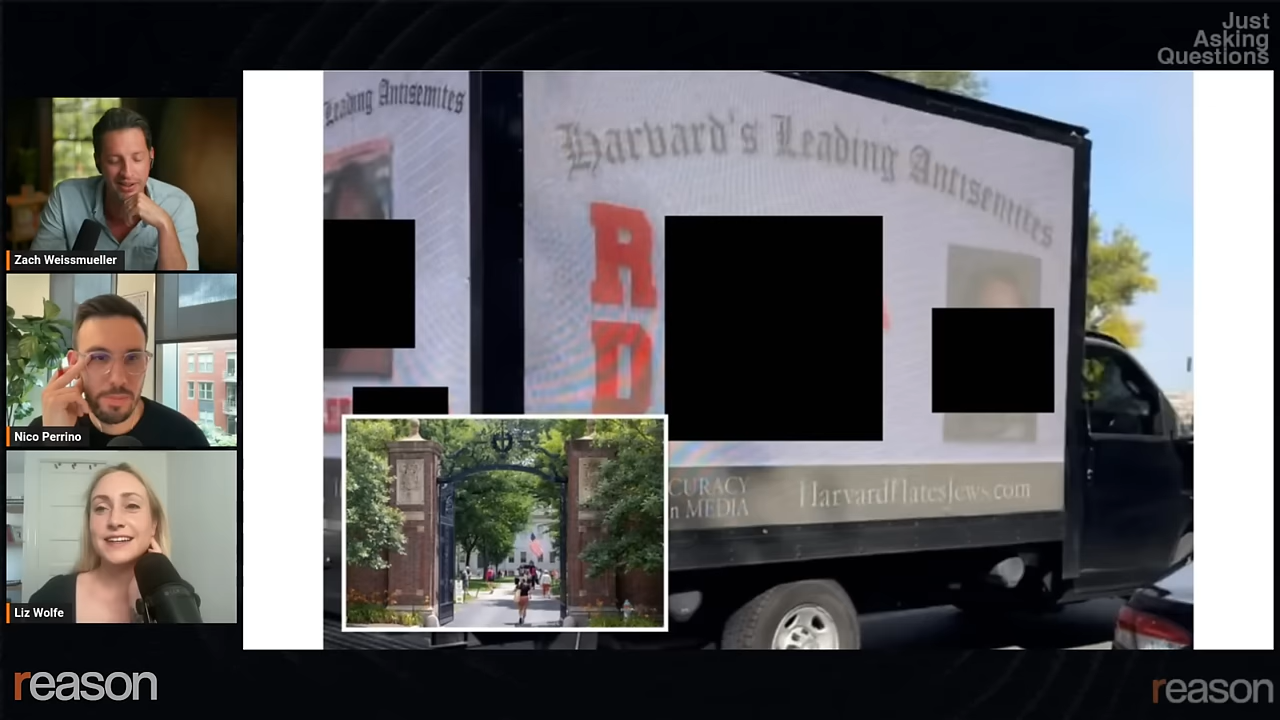 Just
Asking
Questions
Leading Antisemites
Harvard's Leading Antisemites
R
D
CURACY
n MEDIA
HarvardHatesJews.com
Zach Weissmueller
Nico Perrino
Liz Wolfe
reason
reason